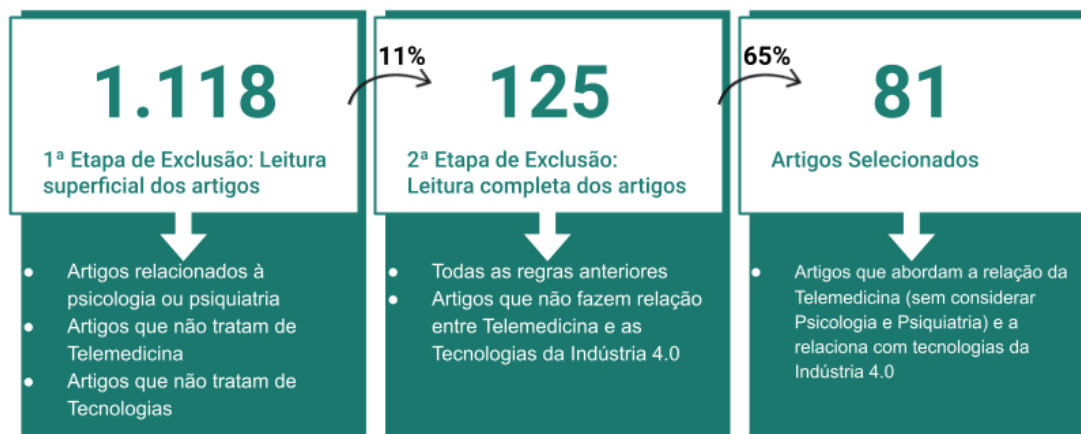 1.118
1ª Etapa de Exclusão: Leitura
superficial dos artigos
● Artigos relacionados à
psicologia ou psiquiatria
● Artigos que não tratam de
Telemedicina
● Artigos que não tratam de
Tecnologias
11%
125
2ª Etapa de Exclusão:
Leitura completa dos artigos
● Todas as regras anteriores
● Artigos que não fazem relação
entre Telemedicina e as
Tecnologias da Indústria 4.0
65%
81
Artigos Selecionados
● Artigos que abordam a relação da
Telemedicina (sem considerar
Psicologia e Psiquiatria) e a
relaciona com tecnologias da
Indústria 4.0